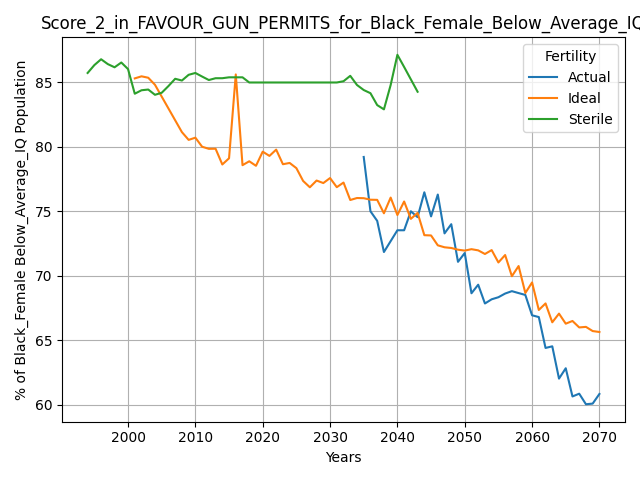 Score_2_in_FAVOUR_GUN_PERMITS_for_Black_Female_Below_Average_IQ
Fertility
Actual
Ideal
Sterile
% of Black_Female Below_Average_IQ Population
85
80
75
70
65
60
2000 2010 2020 2030 2040 2050 2060 2070
Years